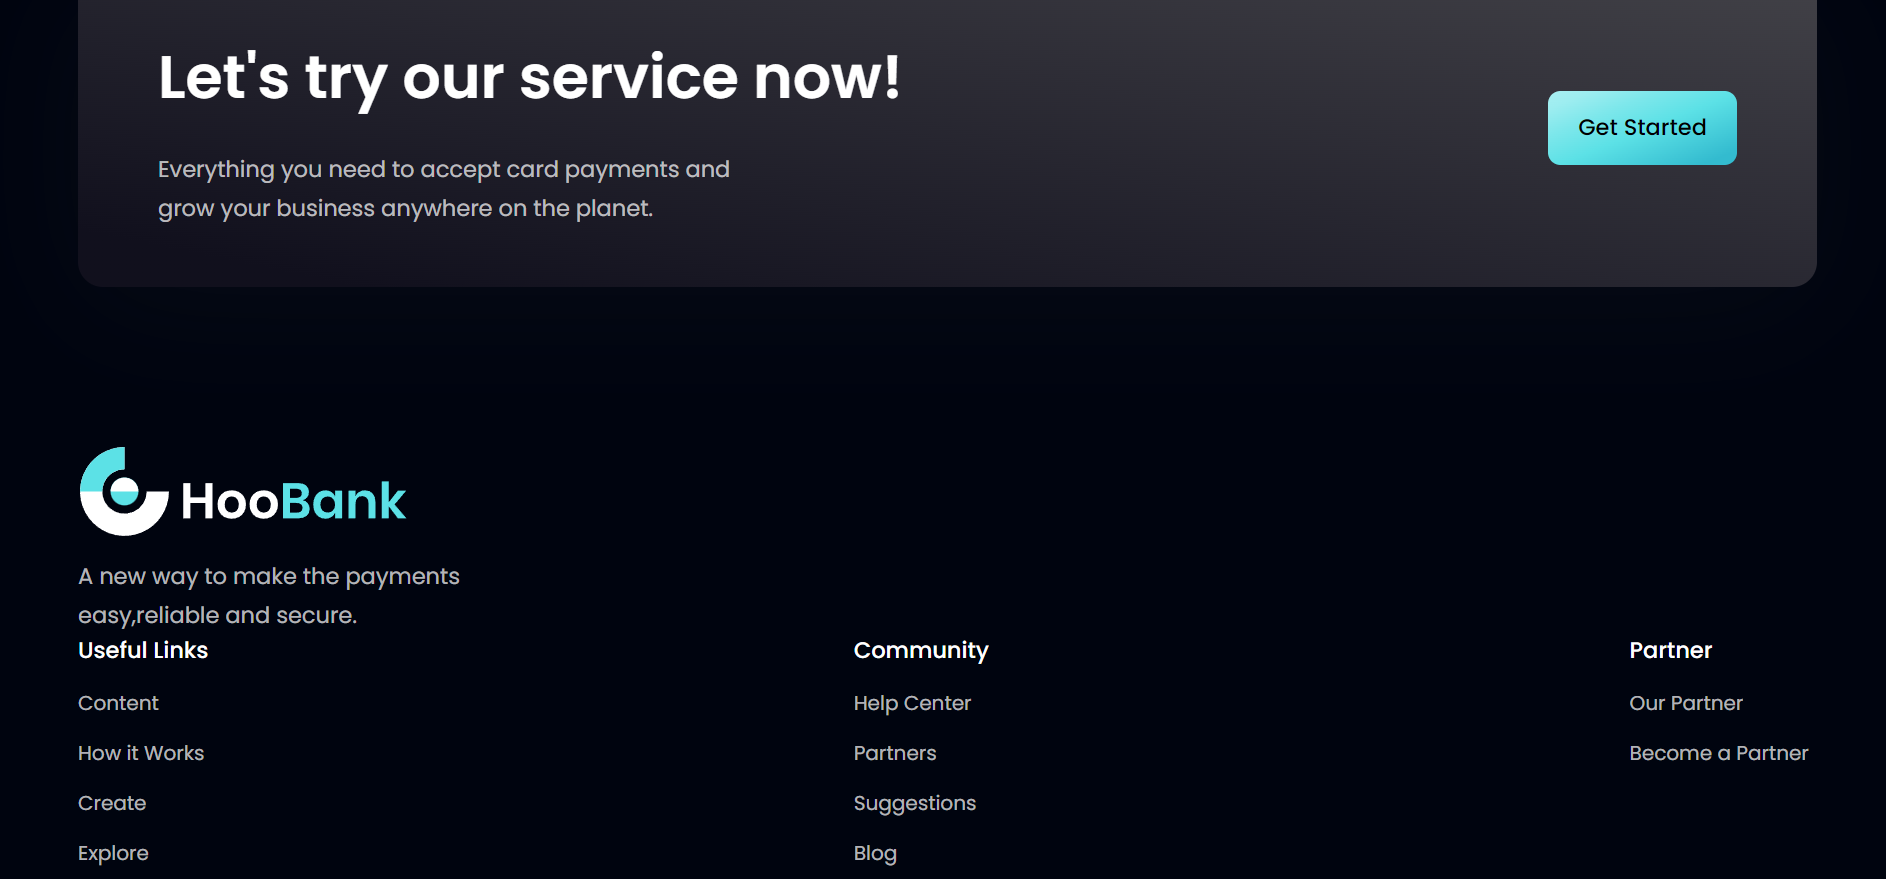 Let's try our service now!
Everything you need to accept card payments and
grow your business anywhere on the planet.
Get Started
HooBank
A new way to make the payments
easy,reliable and secure.
Useful Links
Content
How it Works
Create
Explore
Community
Help Center
Partners
Suggestions
Blog
Partner
Our Partner
Become a Partner